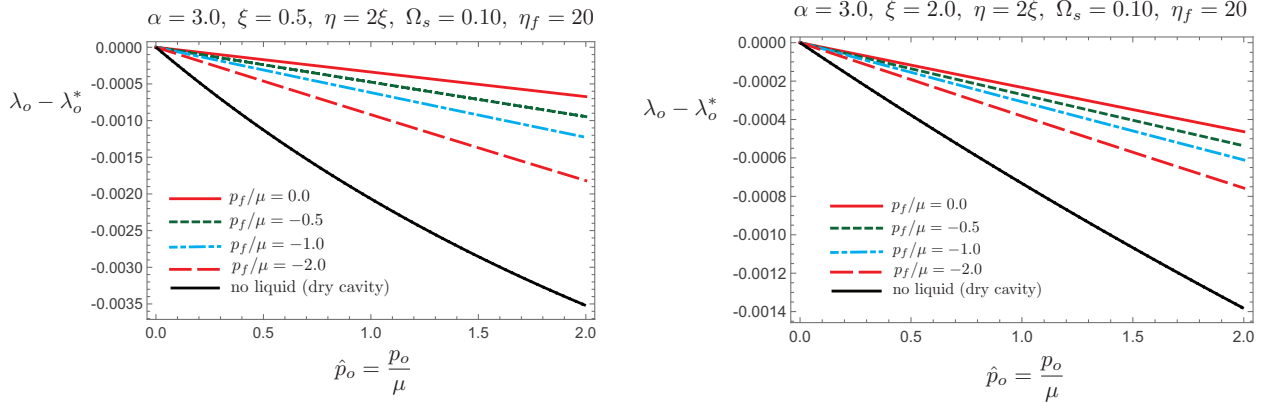 α = 3.0, ξ = 0.5, η = 2ξ, Ω_s = 0.10, η_f = 20
0.0000
-0.0005
-0.0010
-0.0015
-0.0020
-0.0025
-0.0030
-0.0035
λ_o − λ_o^*
p_f/μ = 0.0
p_f/μ = −0.5
p_f/μ = −1.0
p_f/μ = −2.0
no liquid (dry cavity)
0.0 0.5 1.0 1.5 2.0
p̂_o = p_o/μ
α = 3.0, ξ = 2.0, η = 2ξ, Ω_s = 0.10, η_f = 20
0.0000
-0.0002
-0.0004
-0.0006
-0.0008
-0.0010
-0.0012
-0.0014
λ_o − λ_o^*
p_f/μ = 0.0
p_f/μ = −0.5
p_f/μ = −1.0
p_f/μ = −2.0
no liquid (dry cavity)
0.0 0.5 1.0 1.5 2.0
p̂_o = p_o/μ